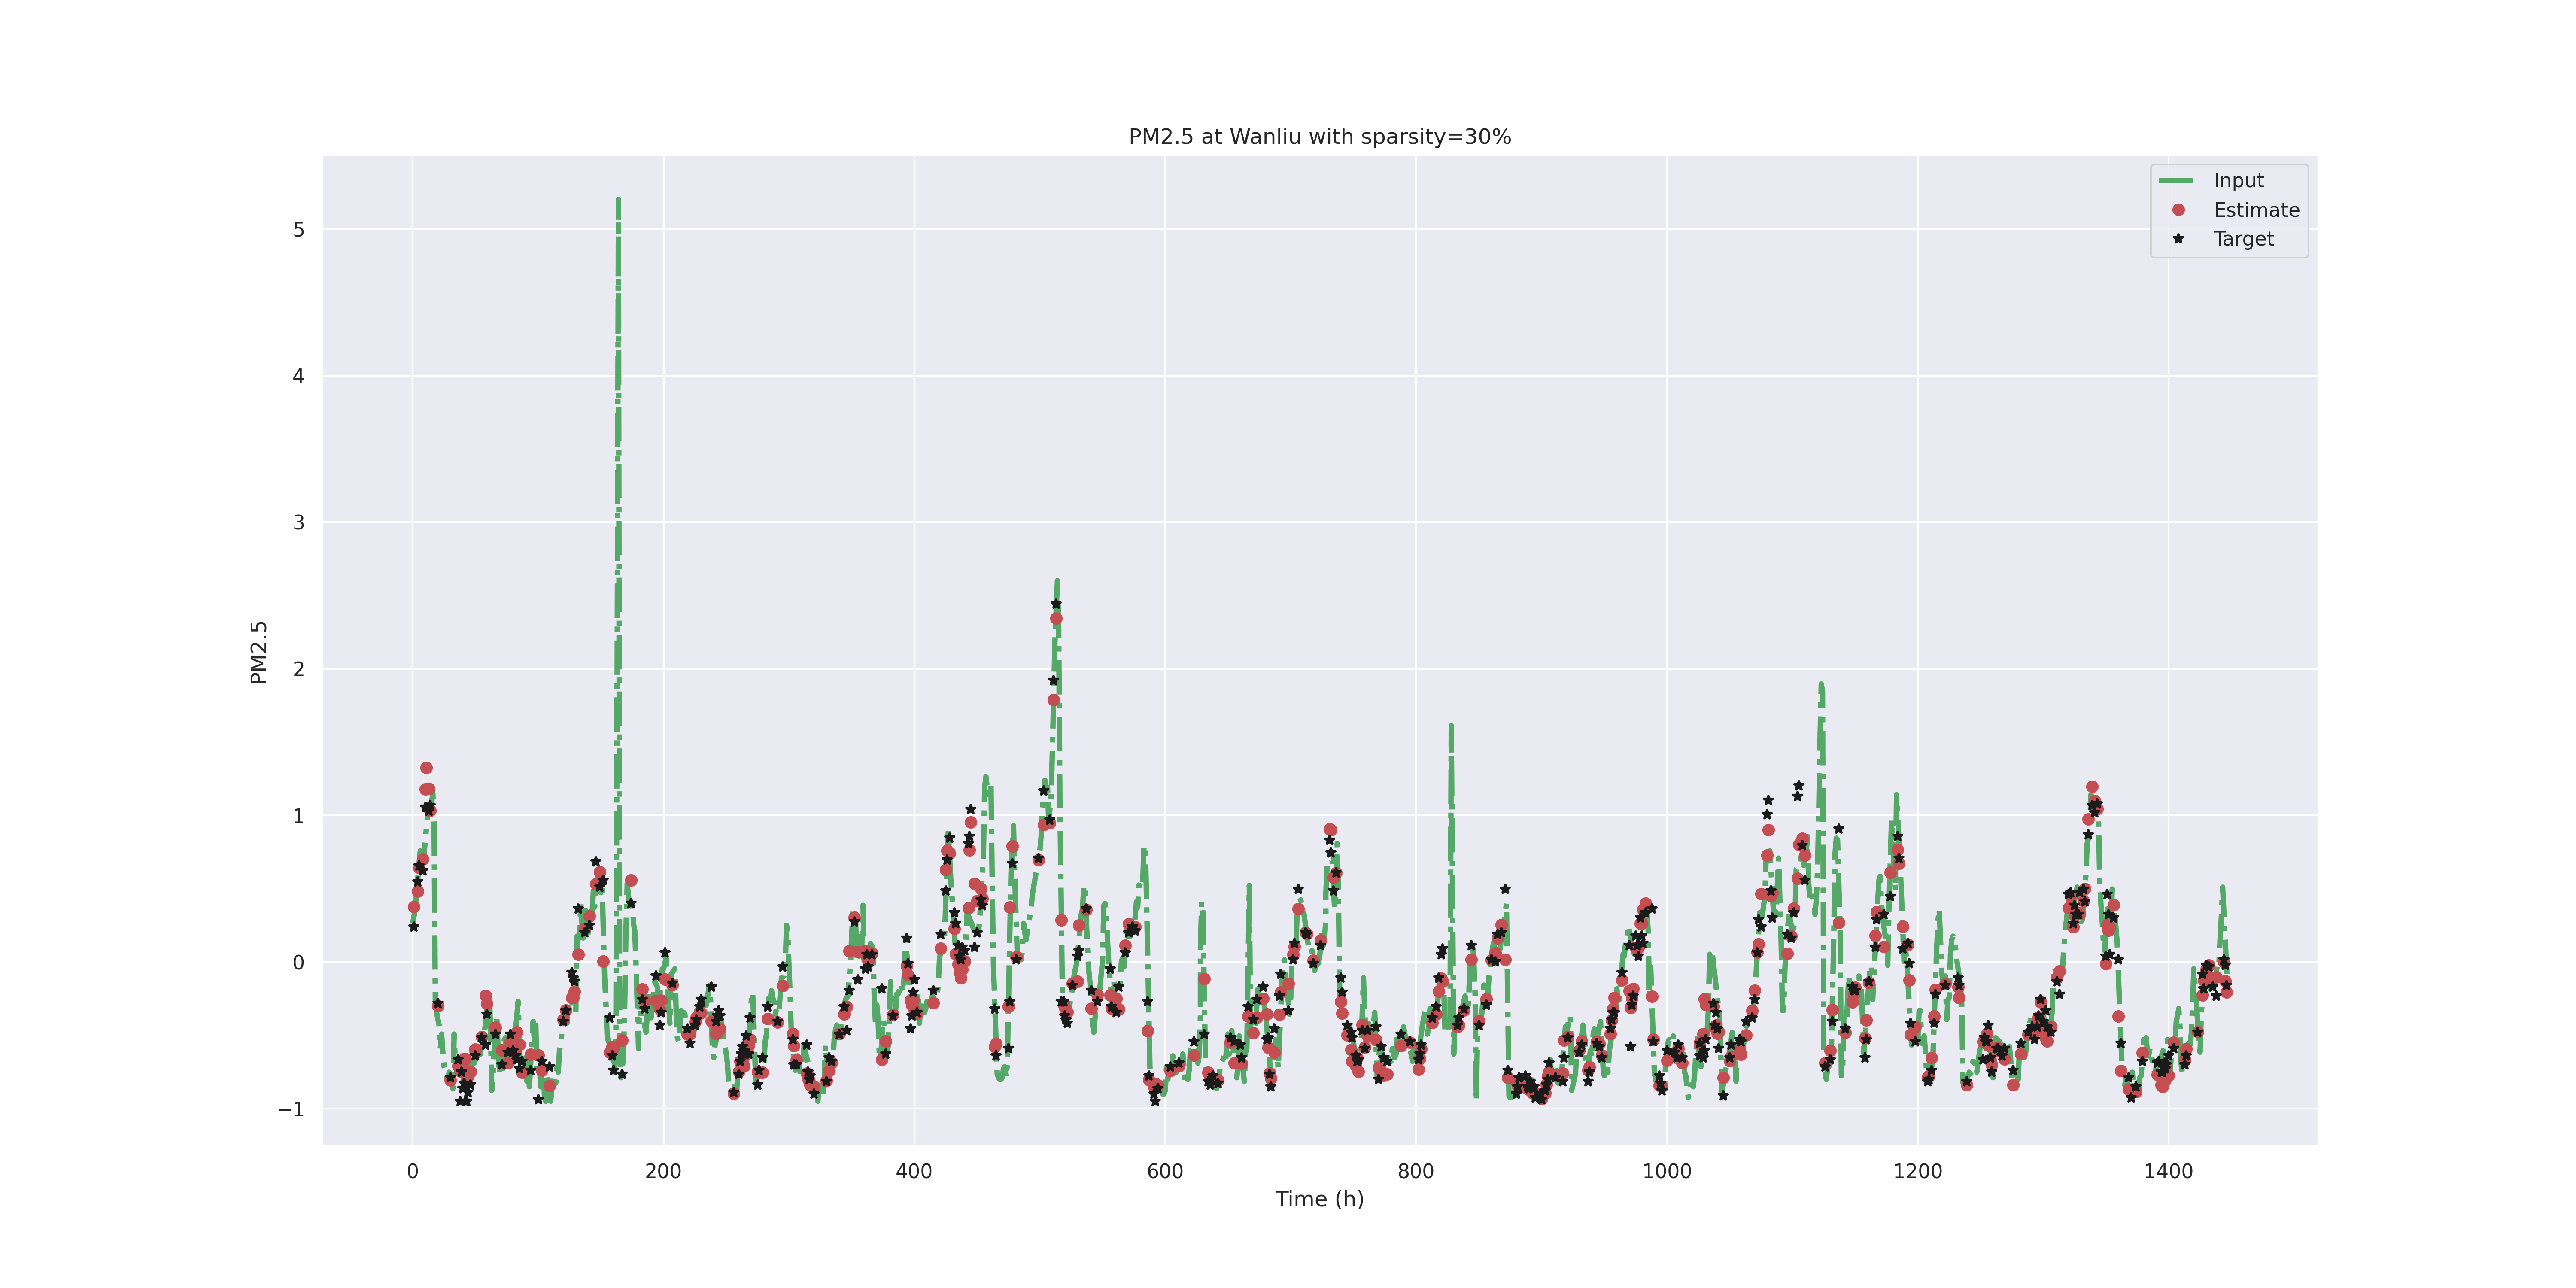 PM2.5 at Wanliu with sparsity=30%
Input
Estimate
Target
PM2.5
5
4
3
2
1
0
−1
0 200 400 600 800 1000 1200 1400
Time (h)